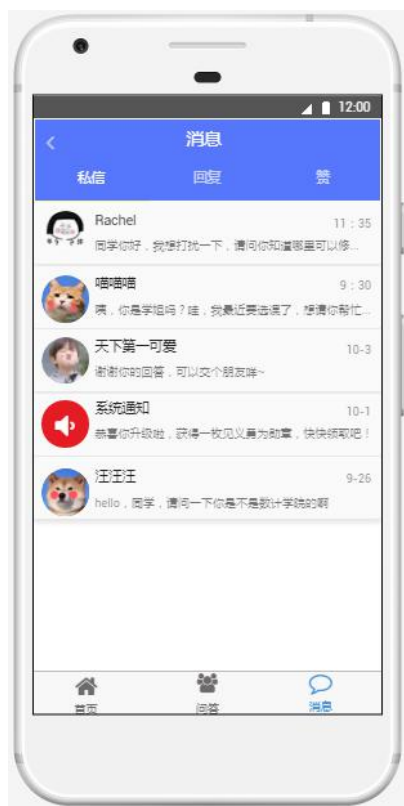 12:00
消息
私信 回复 赞
Rachel 11:35
同学你好，我想打扰一下，请问你知道哪里可以修...
喵喵喵 9:30
咦，你是学姐吗？哇，我最近要选课了，想请你帮忙...
天下第一可爱 10-3
谢谢你的回答，可以交个朋友咩~
系统通知 10-1
恭喜你升级啦，获得一枚见义勇为勋章，快快领取吧！
汪汪汪 9-26
hello，同学，请问一下你是不是数计学院的啊
首页 问答 消息